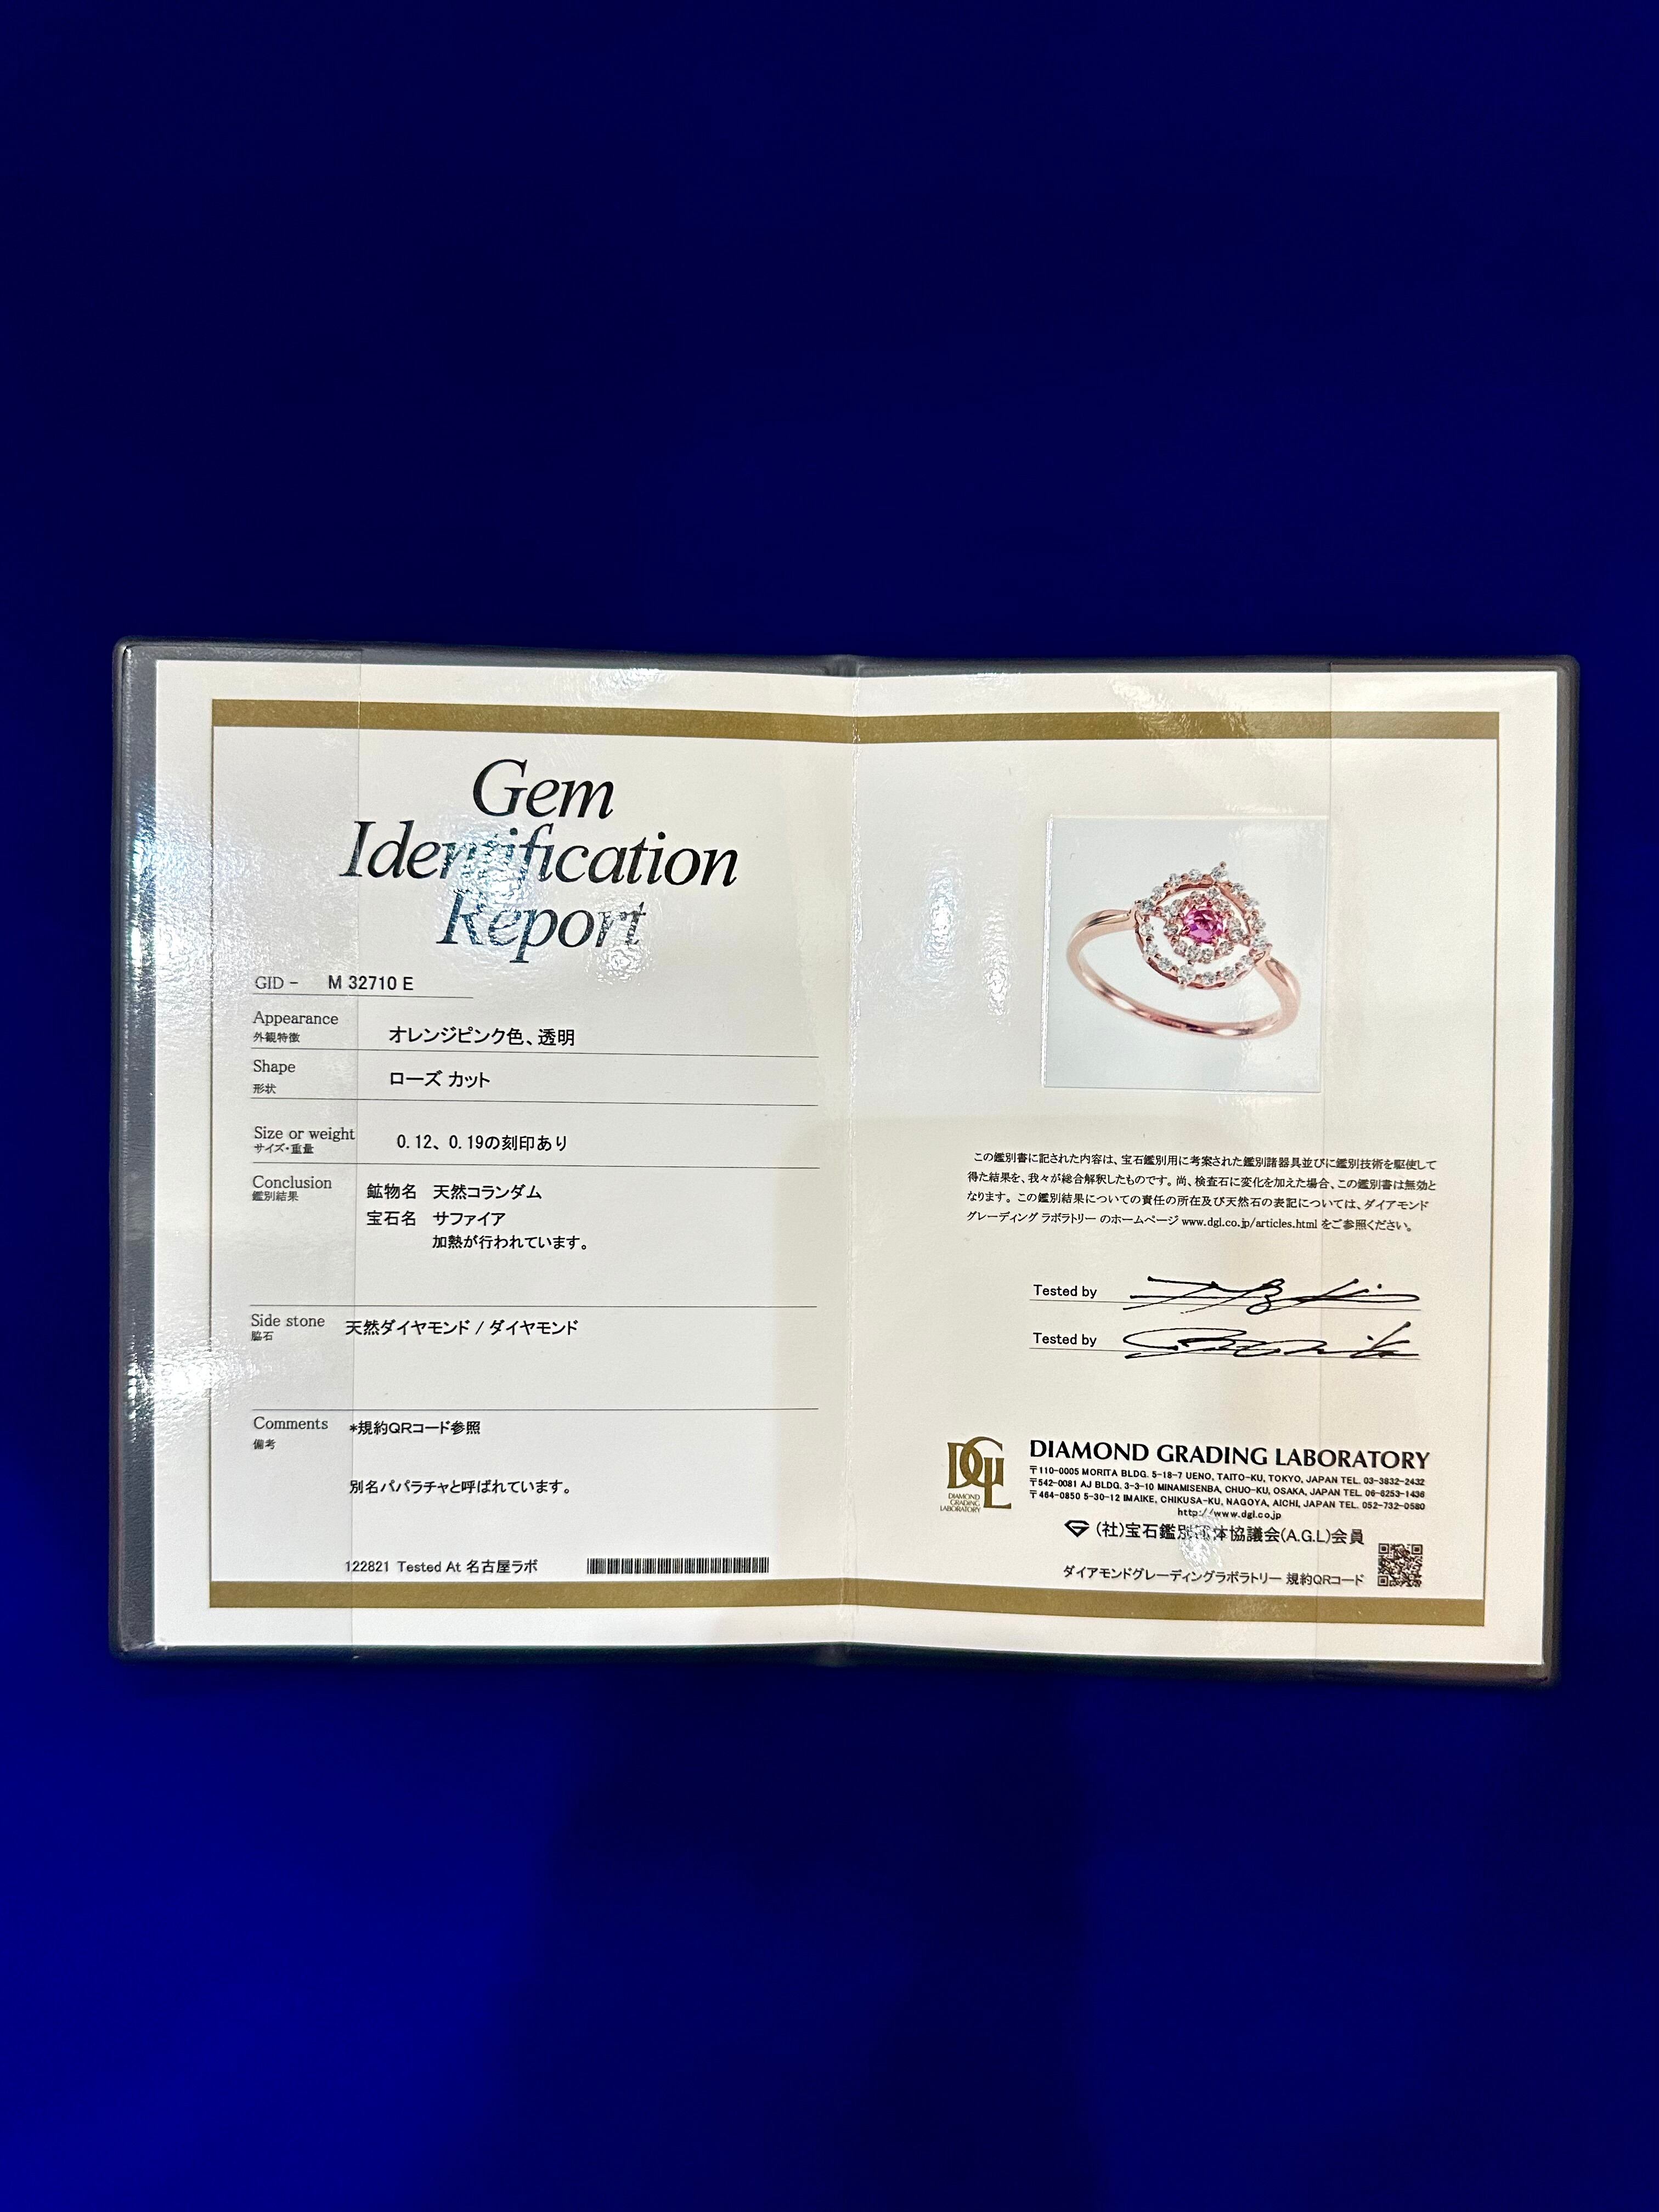 Gem
Identification
Report
GID - M 32710 E
Appearance
外観特徴
オレンジピンク色、透明
Shape
形状
ローズ カット
Size or weight
サイズ・重量
0.12、0.19の刻印あり
Conclusion
鑑別結果
鉱物名 天然コランダム
宝石名 サファイア
加熱が行われています。
Side stone
脇石
天然ダイヤモンド / ダイヤモンド
Comments
備考
*規約QRコード参照
別名パパラチャと呼ばれています。
122821 Tested At 名古屋ラボ
この鑑別書に記された内容は、宝石鑑別用に考案された鑑別諸器具並びに鑑別技術を駆使して
得た結果を、我々が総合解釈したものです。尚、検査石に変化を加えた場合、この鑑別書は無効と
なります。この鑑別結果についての責任の所在及び天然石の表記については、ダイアモンド
グレーディング ラボラトリー のホームページ www.dgl.co.jp/articles.html をご参照ください。
Tested by
Tested by
DGL
DIAMOND
GRADING
LABORATORY
DIAMOND GRADING LABORATORY
〒110-0005 MORITA BLDG. 5-18-7 UENO, TAITO-KU, TOKYO, JAPAN TEL. 03-3832-2432
〒542-0081 AJ BLDG. 3-3-10 MINAMISENBA, CHUO-KU, OSAKA, JAPAN TEL. 06-6253-1436
〒464-0850 5-30-12 IMAIKE, CHIKUSA-KU, NAGOYA, AICHI, JAPAN TEL. 052-732-0580
http://www.dgl.co.jp
(社)宝石鑑別団体協議会(A.G.L)会員
ダイアモンドグレーディングラボラトリー 規約QRコード